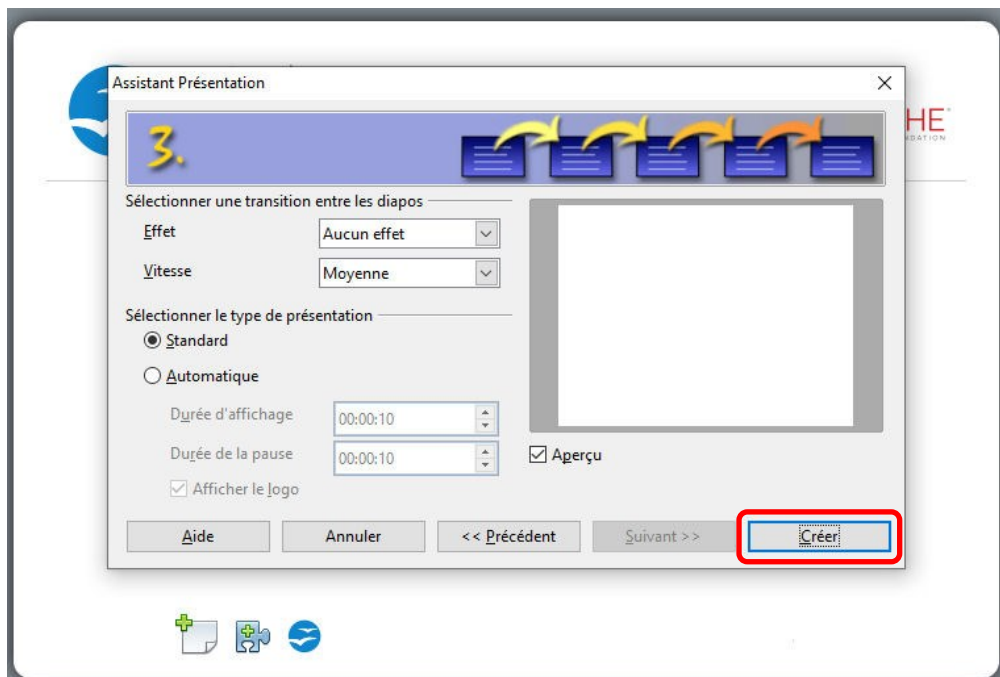 Assistant Présentation
HE
NDATION
3.
Sélectionner une transition entre les diapos
Effet Aucun effet
Vitesse Moyenne
Sélectionner le type de présentation
Standard
Automatique
Durée d'affichage 00:00:10
Durée de la pause 00:00:10
Aperçu
Afficher le logo
Aide Annuler << Précédent Suivant >> Créer